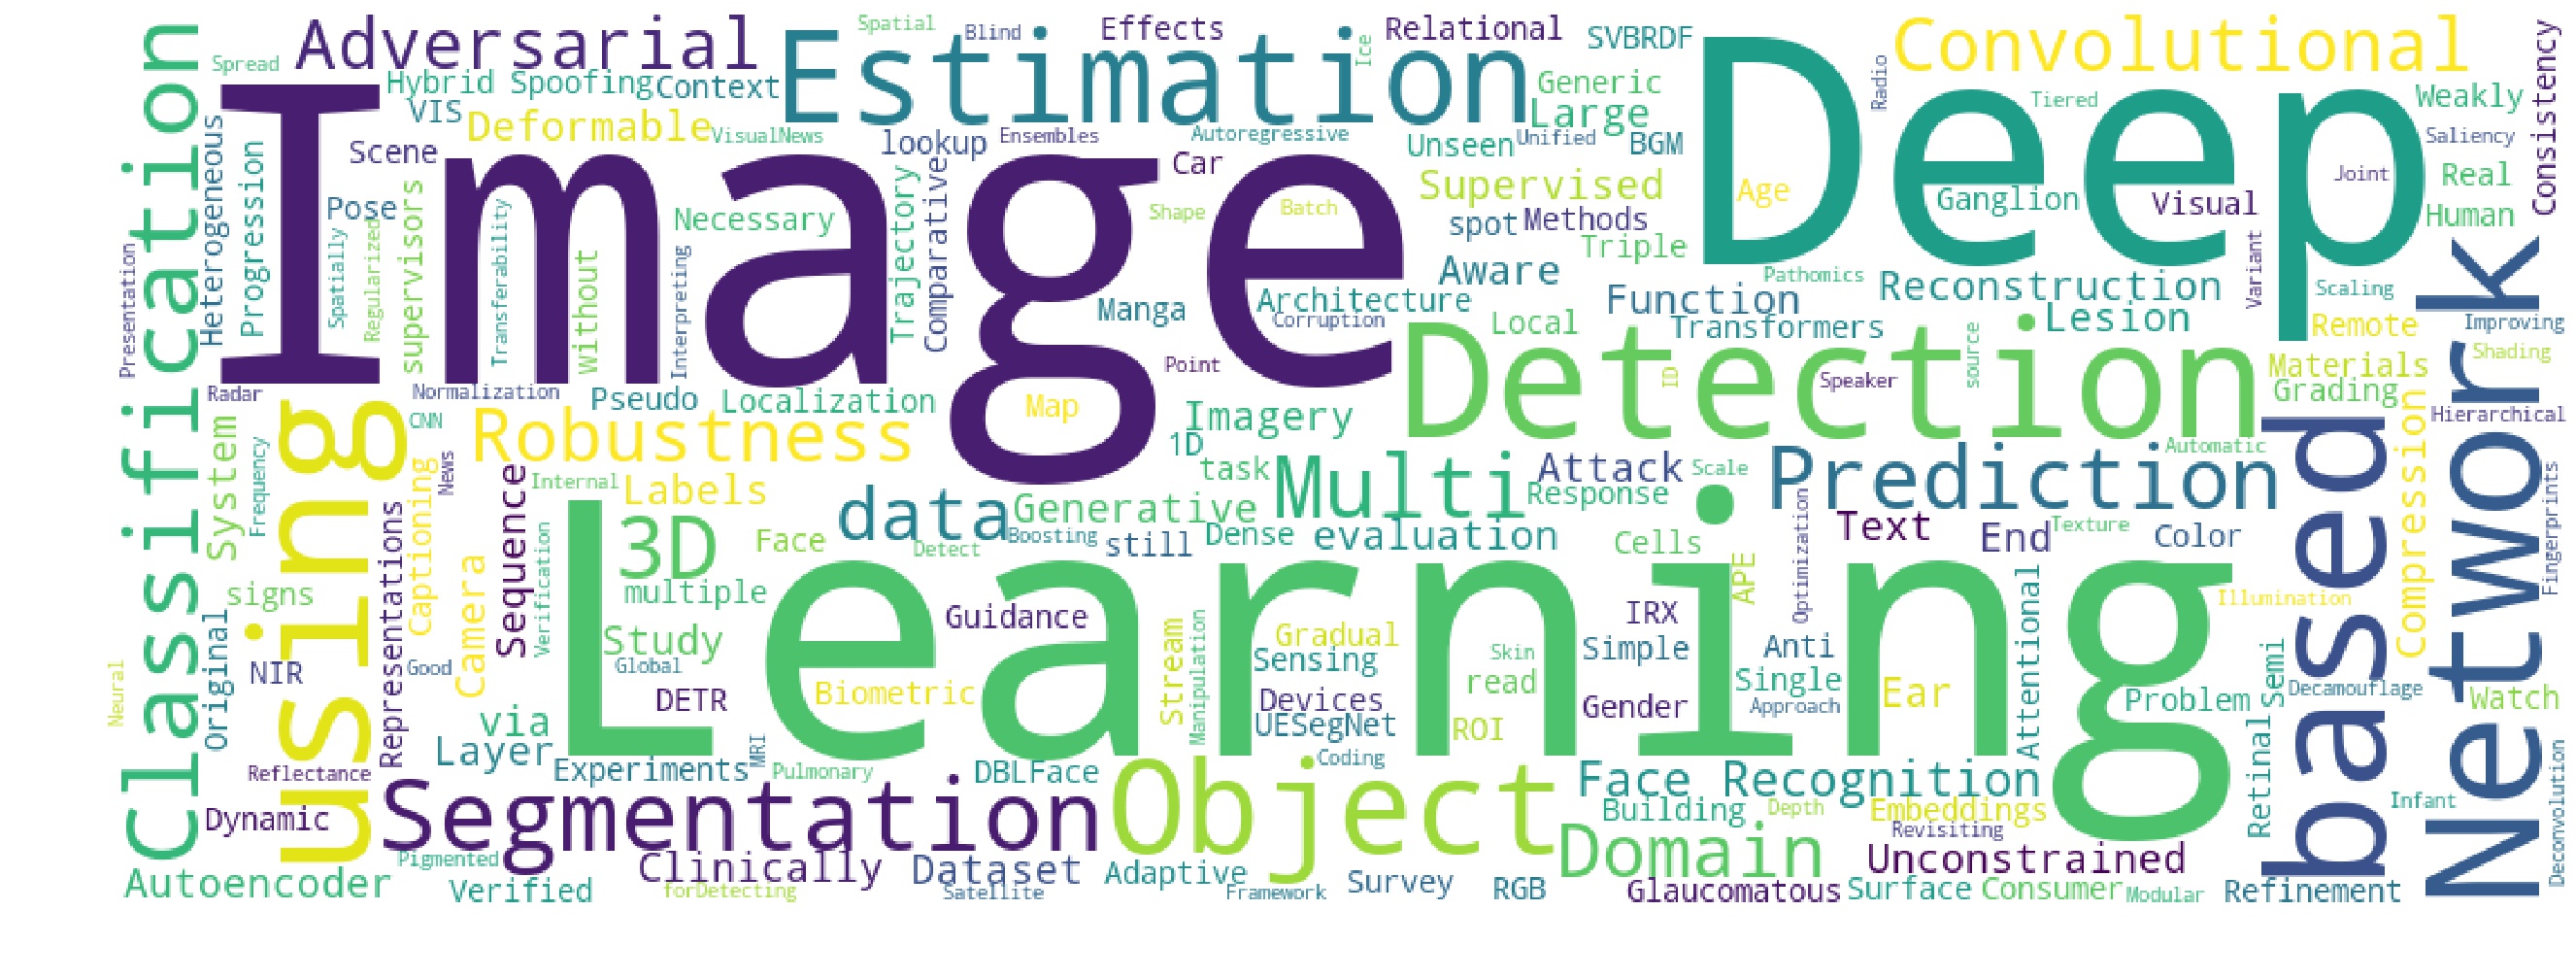 Classification
Adversarial
Spatial
Blind
Effects
Ice
Relational
SVBRDF
Convolutional
Consistency
Spread
Hybrid
Spoofing
Context
Estimation
Generic
Deep
Radio
Tiered
Weakly
VIS
Deformable
VisualNews
Large
Heterogeneous
Progression
Scene
lookup
Ensembles
Autoregressive
Unseen
Unified
BGM
Saliency
Image
Comparative
Car
Supervised
Age
Ganglion
Visual
Joint
Real
Pose
supervisors
Transferability
Necessary
Trajectory
Shape
Batch
spot
Methods
Human
Presentation
Spatially
Regularized
without
Interpreting
Triple
Aware
Pathomics
Variant
Network
Manga
Architecture
Corruption
Function
Reconstruction
Scaling
Local
Transformers
Lesion
Remote
Improving
Point
Detection
source
ID
Speaker
Materials
Shading
Radar
Normalization
Pseudo
Localization
Map
Grading
Compression
Hierarchical
using
System
CNN
Robustness
Imagery
based
Frequency
Captioning
News
1D
task
Multi
Attack
Scale
Prediction
Automatic
Sequence
Internal
Labels
data
Generative
Response
Fingerprints
Representations
Verification
3D
Face
Detect
Boosting
still
Dense
evaluation
Cells
Optimization
Text
End
Texture
Color
signs
Camera
Learning
multiple
Guidance
IRX
APE
Attentional
Illumination
Original
Study
Stream
Manipulation
Gradual
Simple
Anti
Semi
Neural
NIR
Good
Global
Sensing
Skin
read
Single
Decamouflage
DETR
Biometric
Devices
Gender
Approach
Ear
Problem
Watch
via
UESegNet
ROI
Layer
MRI
Coding
Retinal
Deconvolution
Reflectance
Experiments
Pulmonary
DBLFace
Object
Face Recognition
Dynamic
Segmentation
Building
Depth
Embeddings
Infant
Revisiting
Domain
Pigmented
Clinically
Dataset
Adaptive
Survey
Unconstrained
Autoencoder
Verified
forDetecting
Satellite
Framework
RGB
Glaucomatous
Surface
Consumer
Modular
Refinement